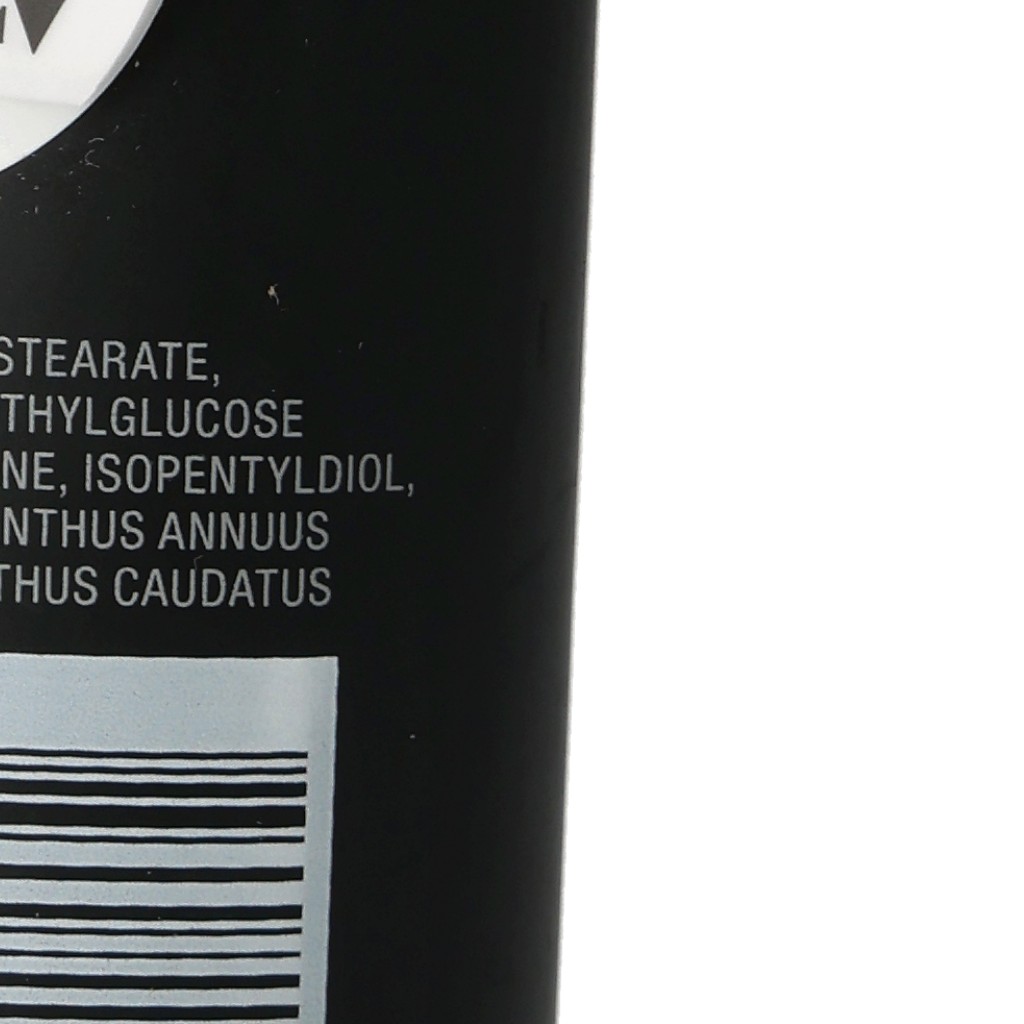 STEARATE,
THYLGLUCOSE
NE, ISOPENTYLDIOL,
NTHUS ANNUUS
THUS CAUDATUS